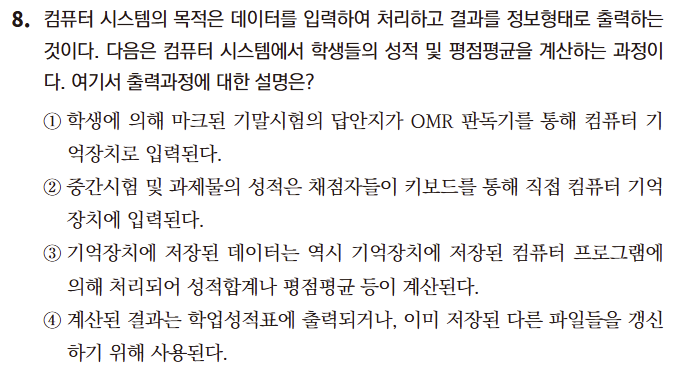 8. 컴퓨터 시스템의 목적은 데이터를 입력하여 처리하고 결과를 정보형태로 출력하는
것이다. 다음은 컴퓨터 시스템에서 학생들의 성적 및 평점평균을 계산하는 과정이
다. 여기서 출력과정에 대한 설명은?
① 학생에 의해 마크된 기말시험의 답안지가 OMR 판독기를 통해 컴퓨터 기
억장치로 입력된다.
② 중간시험 및 과제물의 성적은 채점자들이 키보드를 통해 직접 컴퓨터 기억
장치에 입력된다.
③ 기억장치에 저장된 데이터는 역시 기억장치에 저장된 컴퓨터 프로그램에
의해 처리되어 성적합계나 평점평균 등이 계산된다.
④ 계산된 결과는 학업성적표에 출력되거나, 이미 저장된 다른 파일들을 갱신
하기 위해 사용된다.